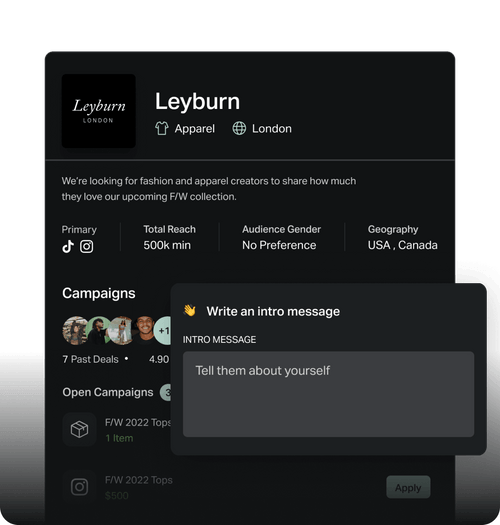 Leyburn
LONDON
Leyburn
Apparel London
We're looking for fashion and apparel creators to share how much
they love our upcoming F/W collection.
Primary
Total Reach
500k min
Audience Gender
No Preference
Geography
USA , Canada
Campaigns
+1
7 Past Deals • 4.90
Open Campaigns
F/W 2022 Tops
1 Item
F/W 2022 Tops
$500
Apply
👋 Write an intro message
INTRO MESSAGE
Tell them about yourself